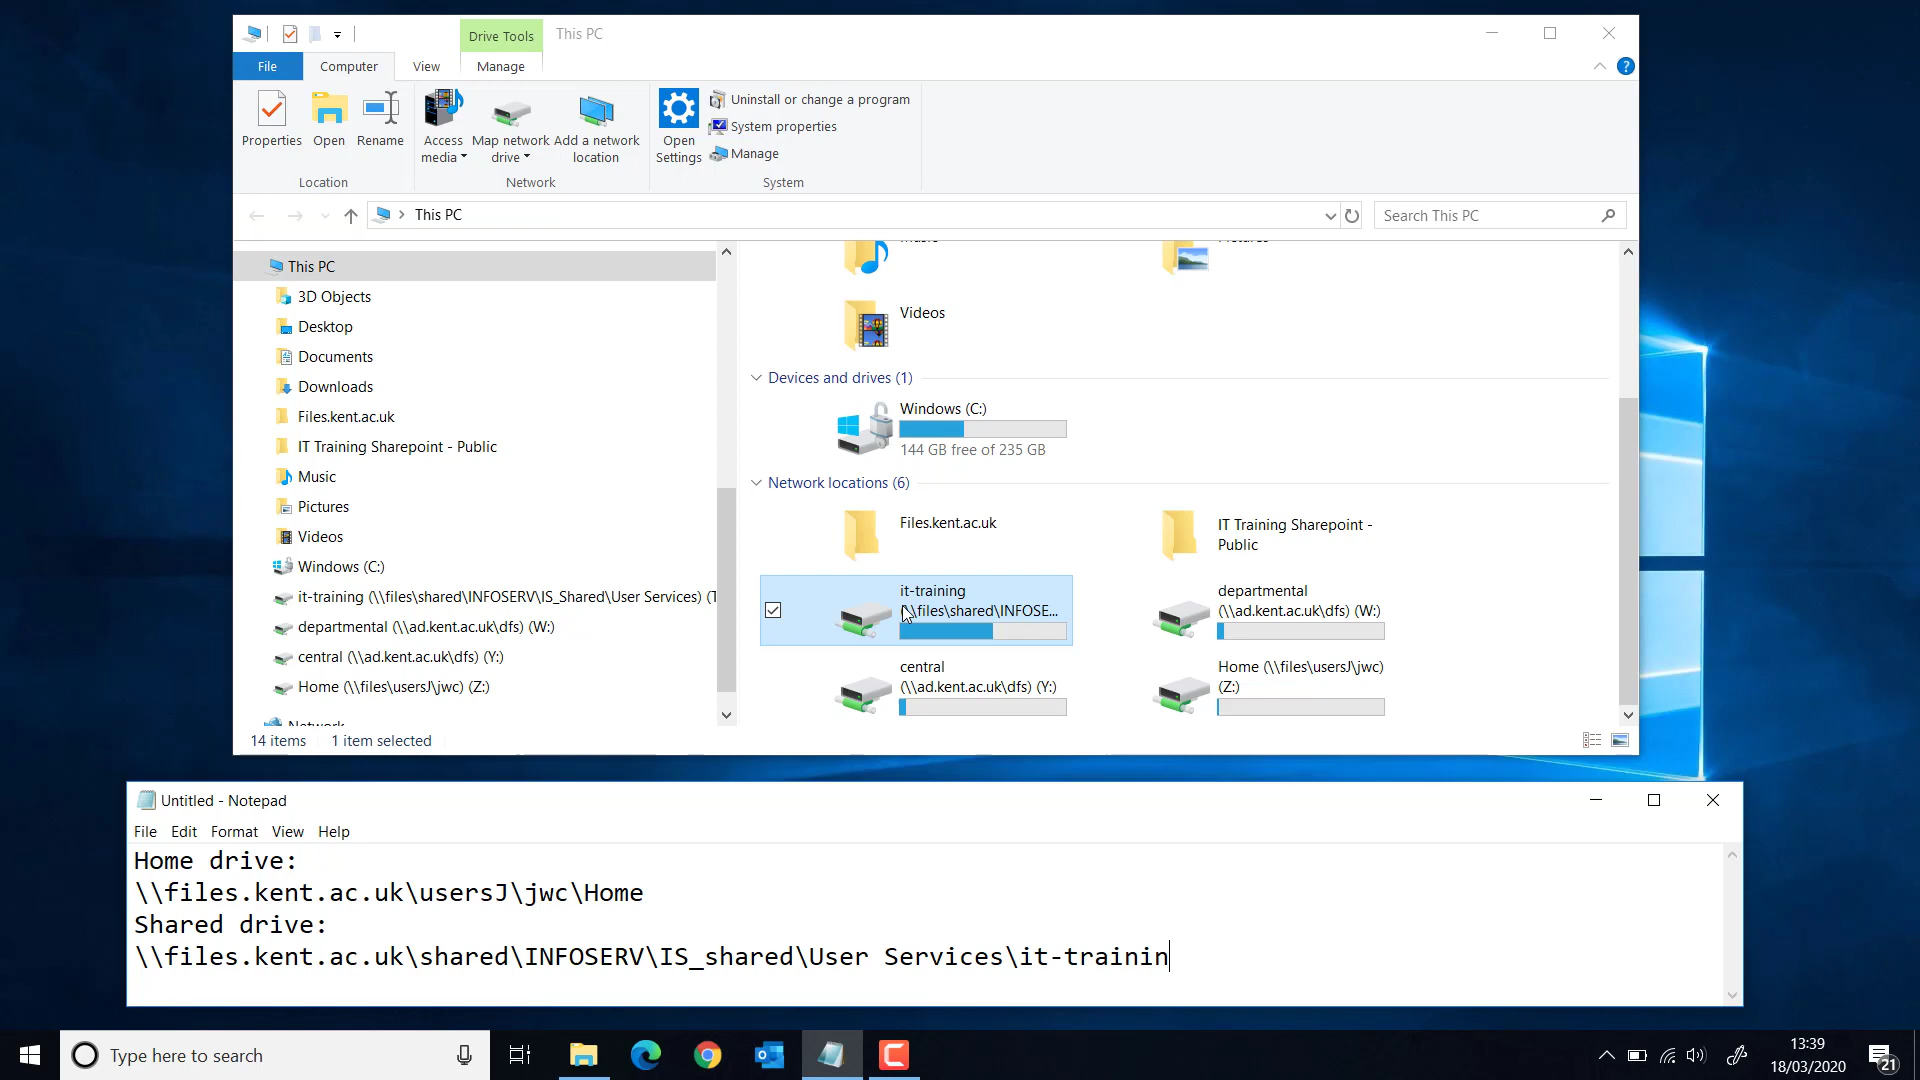 Drive Tools
This PC
File
Computer
View
Manage
Properties
Open
Rename
Access
media
Map network
drive
Add a network
location
Open
Settings
Uninstall or change a program
System properties
Manage
Location
Network
System
This PC
Search This PC
This PC
3D Objects
Desktop
Documents
Downloads
Files.kent.ac.uk
IT Training Sharepoint - Public
Music
Pictures
Videos
Windows (C:)
it-training (\\files\shared\INFOSERV\IS_Shared\User Services) (T
departmental (\\ad.kent.ac.uk\dfs) (W:)
central (\\ad.kent.ac.uk\dfs) (Y:)
Home (\\files\usersJ\jwc) (Z:)
Network
Videos
Devices and drives (1)
Windows (C:)
144 GB free of 235 GB
Network locations (6)
Files.kent.ac.uk
IT Training Sharepoint -
Public
it-training
\\files\shared\INFOSE...
departmental
(\\ad.kent.ac.uk\dfs) (W:)
central
(\\ad.kent.ac.uk\dfs) (Y:)
Home (\\files\usersJ\jwc)
(Z:)
14 items
1 item selected
Untitled - Notepad
File Edit Format View Help
Home drive:
\\files.kent.ac.uk\usersJ\jwc\Home
Shared drive:
\\files.kent.ac.uk\shared\INFOSERV\IS_shared\User Services\it-trainin
Type here to search
13:39
18/03/2020
21